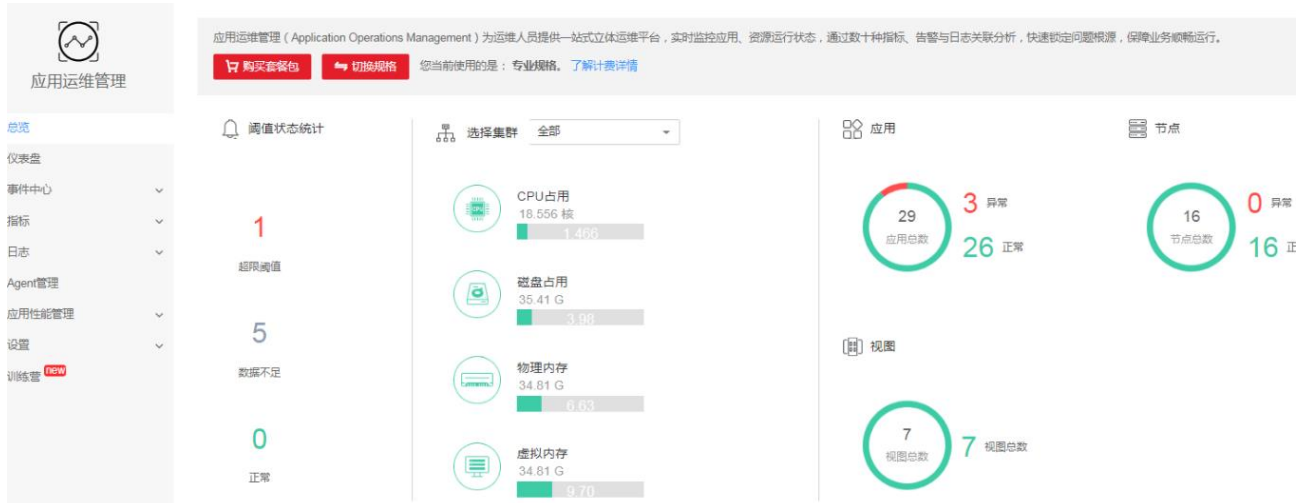 应用运维管理
总览
仪表盘
事件中心
指标
日志
Agent管理
应用性能管理
设置
训练营 new
应用运维管理（Application Operations Management）为运维人员提供一站式立体运维平台，实时监控应用、资源运行状态，通过数十种指标、告警与日志关联分析，快速锁定问题根源，保障业务顺畅运行。
购买套餐包 切换规格 您当前使用的是：专业规格。了解计费详情
阈值状态统计
1
超限阈值
5
数据不足
0
正常
选择集群 全部
CPU占用
18.556 核
1.466
磁盘占用
35.41 G
3.98
物理内存
34.81 G
6.63
虚拟内存
34.81 G
9.70
应用
29
应用总数
3 异常
26 正常
视图
7
视图总数
7 视图总数
节点
16
节点总数
0 异常
16